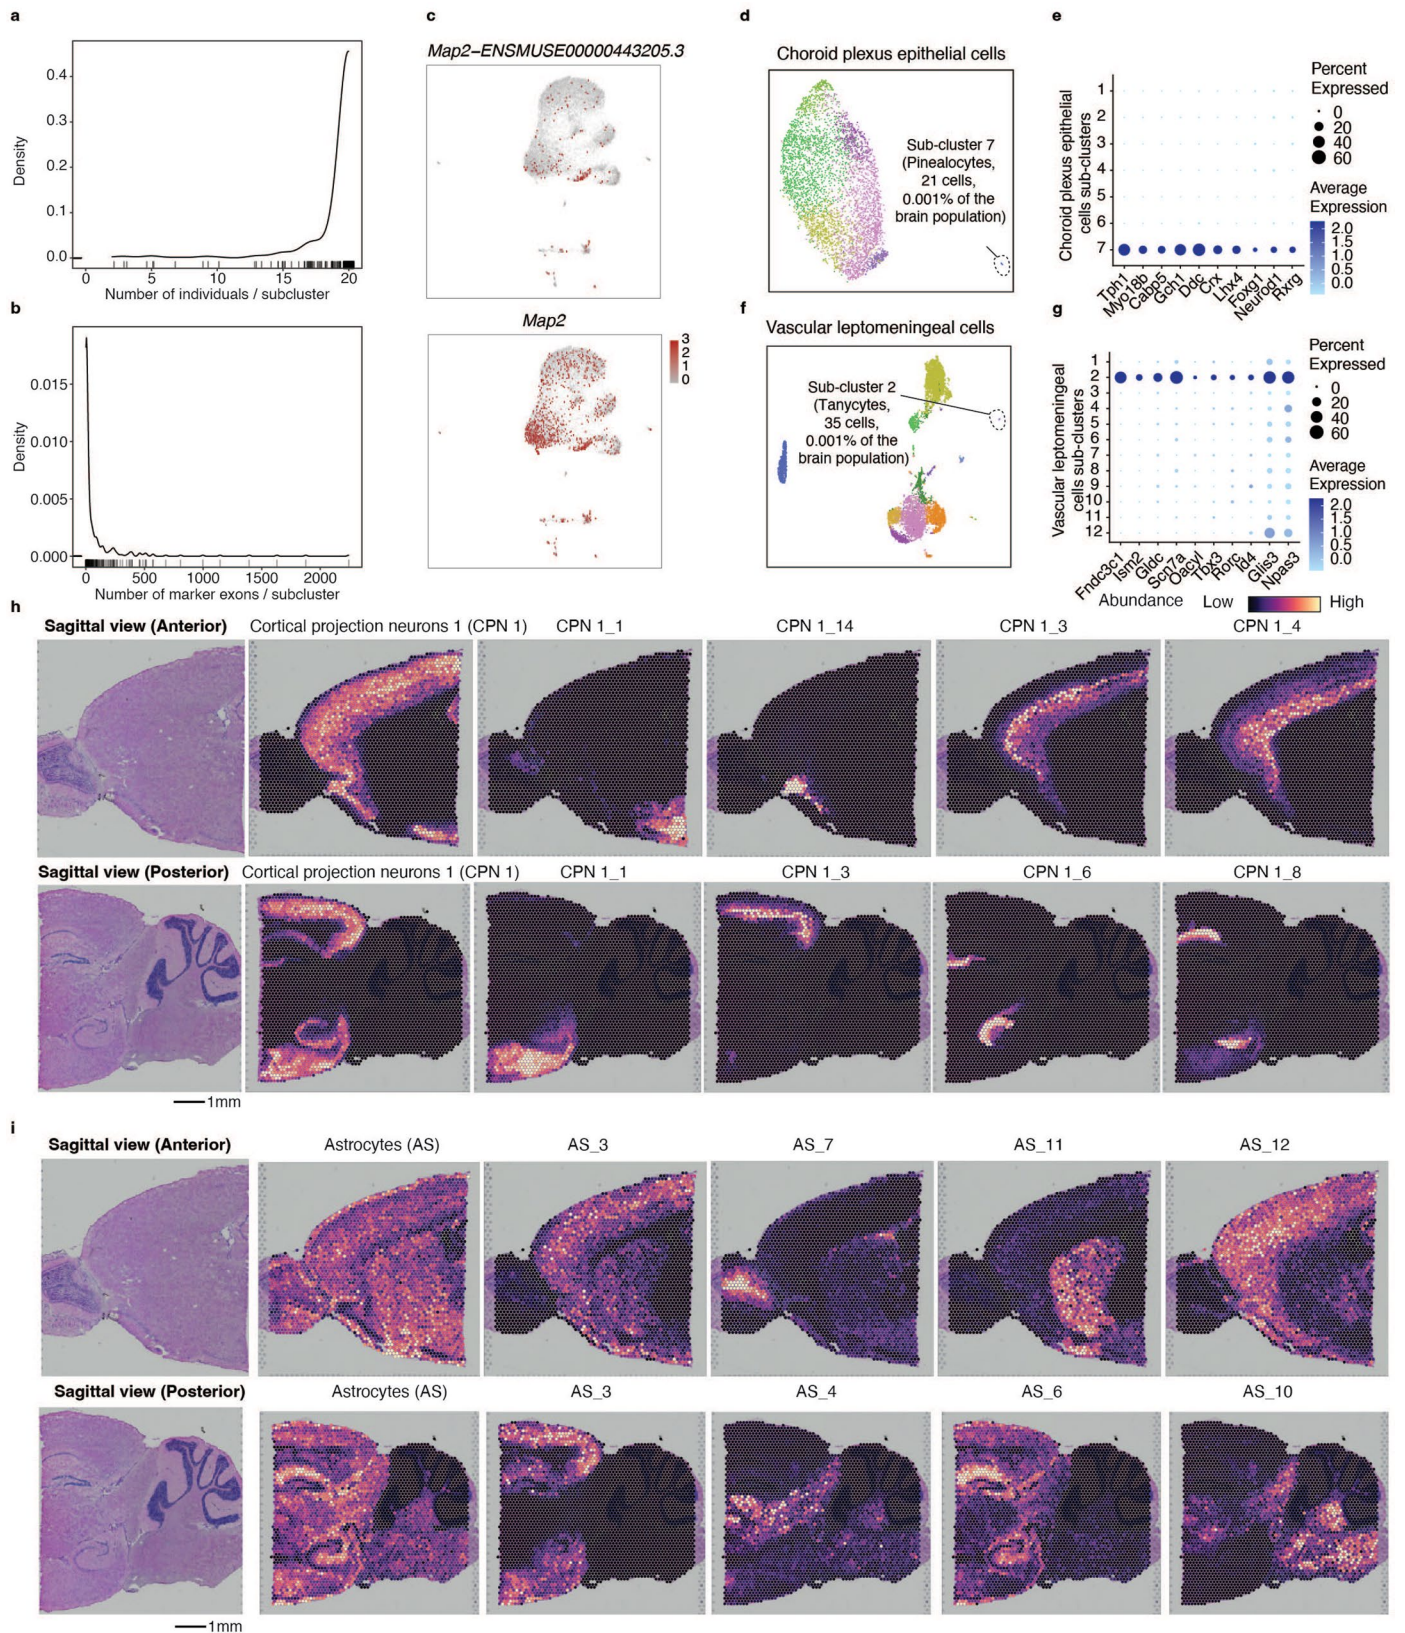 a
0.4
0.3
0.2
0.1
0.0
Density
0 5 10 15 20
Number of individuals / subcluster
b
0.015
0.010
0.005
0.000
Density
0 500 1000 1500 2000
Number of marker exons / subcluster
c
Map2−ENSMUSE00000443205.3
Map2
3
2
1
0
d
Choroid plexus epithelial cells
Sub-cluster 7
(Pinealocytes,
21 cells,
0.001% of the
brain population)
e
Choroid plexus epithelial
cells sub-clusters
1
2
3
4
5
6
7
Tph1 Myo18b Cabp5 Gch1 Ddc Crx Lhx4 Foxg1 Neurod1 Rxrg
Percent
Expressed
0
20
40
60
Average
Expression
2.0
1.5
1.0
0.5
0.0
f
Vascular leptomeningeal cells
Sub-cluster 2
(Tanycytes,
35 cells,
0.001% of the
brain population)
g
Vascular leptomeningeal
cells sub-clusters
1
2
3
4
5
6
7
8
9
10
11
12
Fndc3c1 Ism2 Gldc Scn7a Oacyl Tbx3 Rorc Id4 Glis3 Npas3
Percent
Expressed
0
20
40
60
Average
Expression
2.0
1.5
1.0
0.5
0.0
Abundance Low High
h
Sagittal view (Anterior) Cortical projection neurons 1 (CPN 1) CPN 1_1 CPN 1_14 CPN 1_3 CPN 1_4
Sagittal view (Posterior) Cortical projection neurons 1 (CPN 1) CPN 1_1 CPN 1_3 CPN 1_6 CPN 1_8
1mm
i
Sagittal view (Anterior) Astrocytes (AS) AS_3 AS_7 AS_11 AS_12
Sagittal view (Posterior) Astrocytes (AS) AS_3 AS_4 AS_6 AS_10
1mm